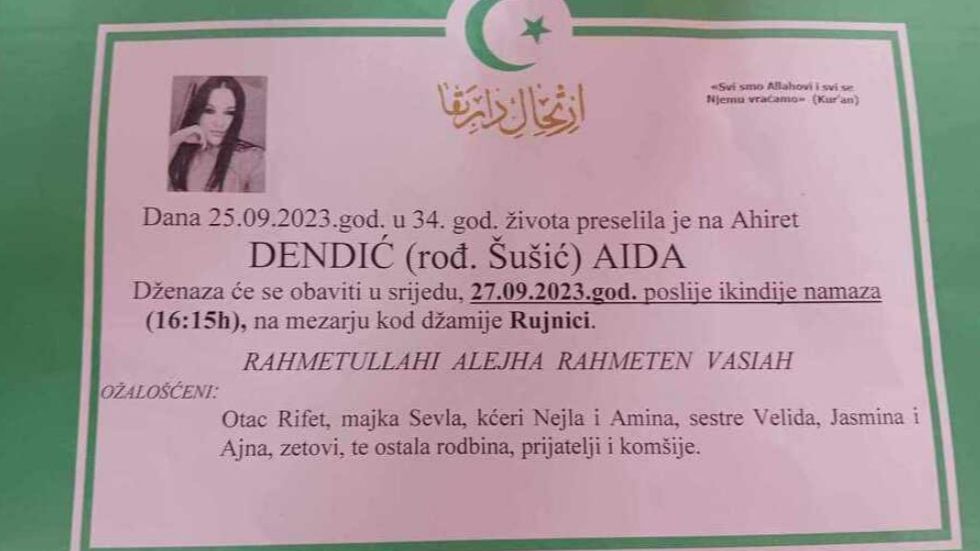 ارتحال دار بقا
«Svi smo Allahovi i svi se
Njemu vraćamo» (Kur'an)
Dana 25.09.2023.god. u 34. god. života preselila je na Ahiret
DENDIĆ (rođ. Šušić) AIDA
Dženaza će se obaviti u srijedu, 27.09.2023.god. poslije ikindije namaza
(16:15h), na mezarju kod džamije Rujnici.
RAHMETULLAHI ALEJHA RAHMETEN VASIAH
OŽALOŠĆENI:
Otac Rifet, majka Sevla, kćeri Nejla i Amina, sestre Velida, Jasmina i
Ajna, zetovi, te ostala rodbina, prijatelji i komšije.